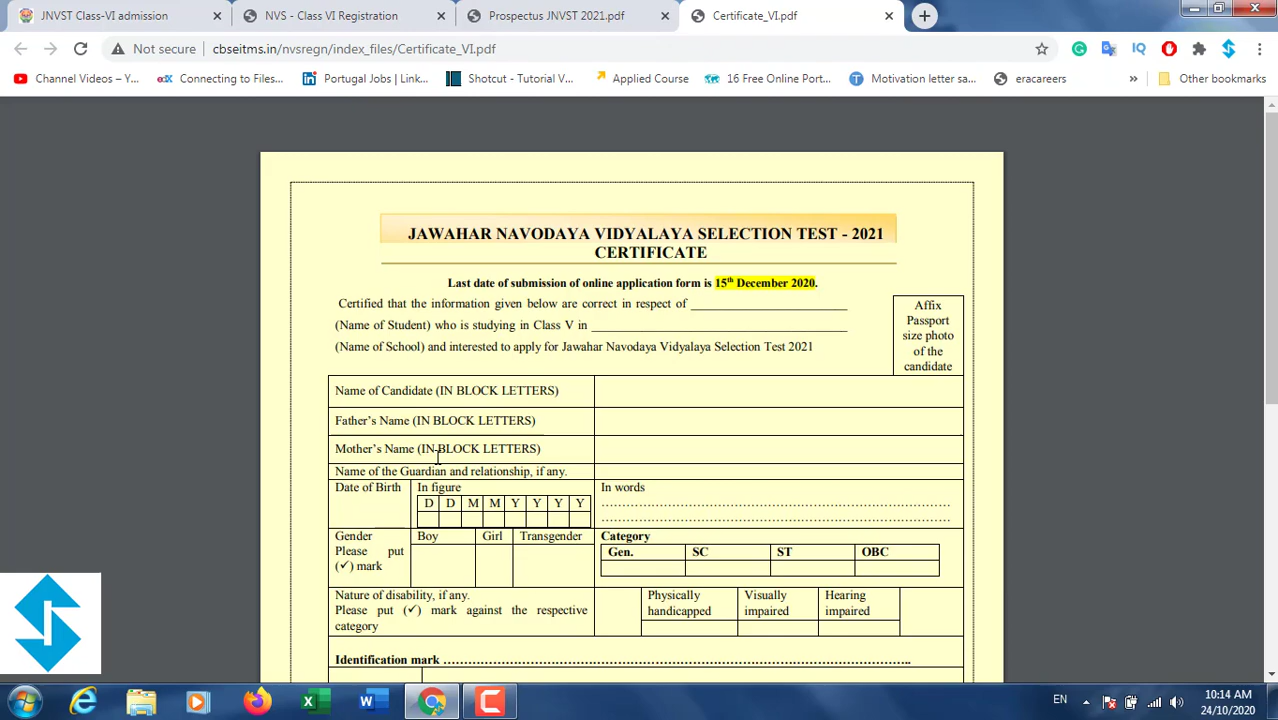 JNVST Class-VI admission
NVS - Class VI Registration
Prospectus JNVST 2021.pdf
Certificate_VI.pdf
Not secure
cbseitms.in/nvsregn/index_files/Certificate_VI.pdf
IQ
Channel Videos – Y...
Connecting to Files...
Portugal Jobs | Link...
Shotcut - Tutorial V...
Applied Course
16 Free Online Port...
Motivation letter sa...
eracareers
Other bookmarks
JAWAHAR NAVODAYA VIDYALAYA SELECTION TEST - 2021
CERTIFICATE
Last date of submission of online application form is 15th December 2020.
Certified that the information given below are correct in respect of
(Name of Student) who is studying in Class V in
(Name of School) and interested to apply for Jawahar Navodaya Vidyalaya Selection Test 2021
Affix
Passport
size photo
of the
candidate
Name of Candidate (IN BLOCK LETTERS)
Father's Name (IN BLOCK LETTERS)
Mother's Name (IN BLOCK LETTERS)
Name of the Guardian and relationship, if any.
Date of Birth
In figure
D D M M Y Y Y Y
In words
Gender
Please put
(✓) mark
Boy
Girl
Transgender
Category
Gen.
SC
ST
OBC
Nature of disability, if any.
Please put (✓) mark against the respective
category
Physically
handicapped
Visually
impaired
Hearing
impaired
Identification mark ..........................................................................................
EN
10:14 AM
24/10/2020